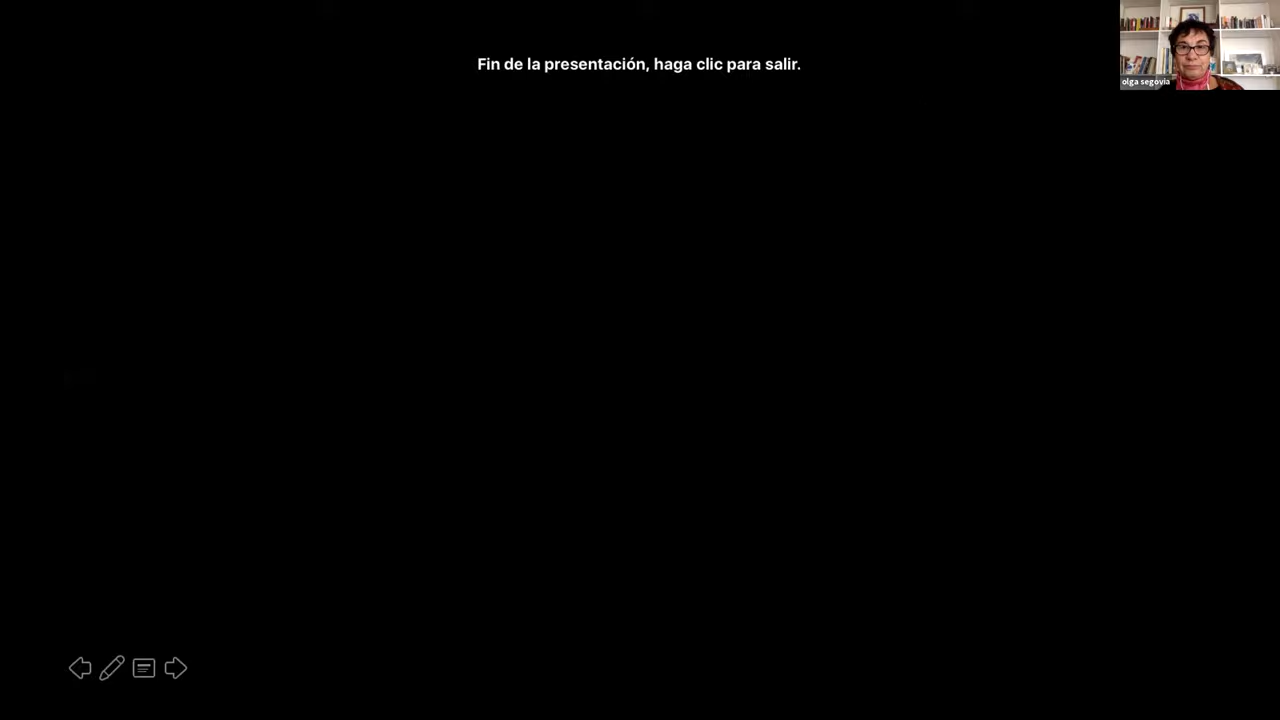 Fin de la presentación, haga clic para salir.
olga segovia